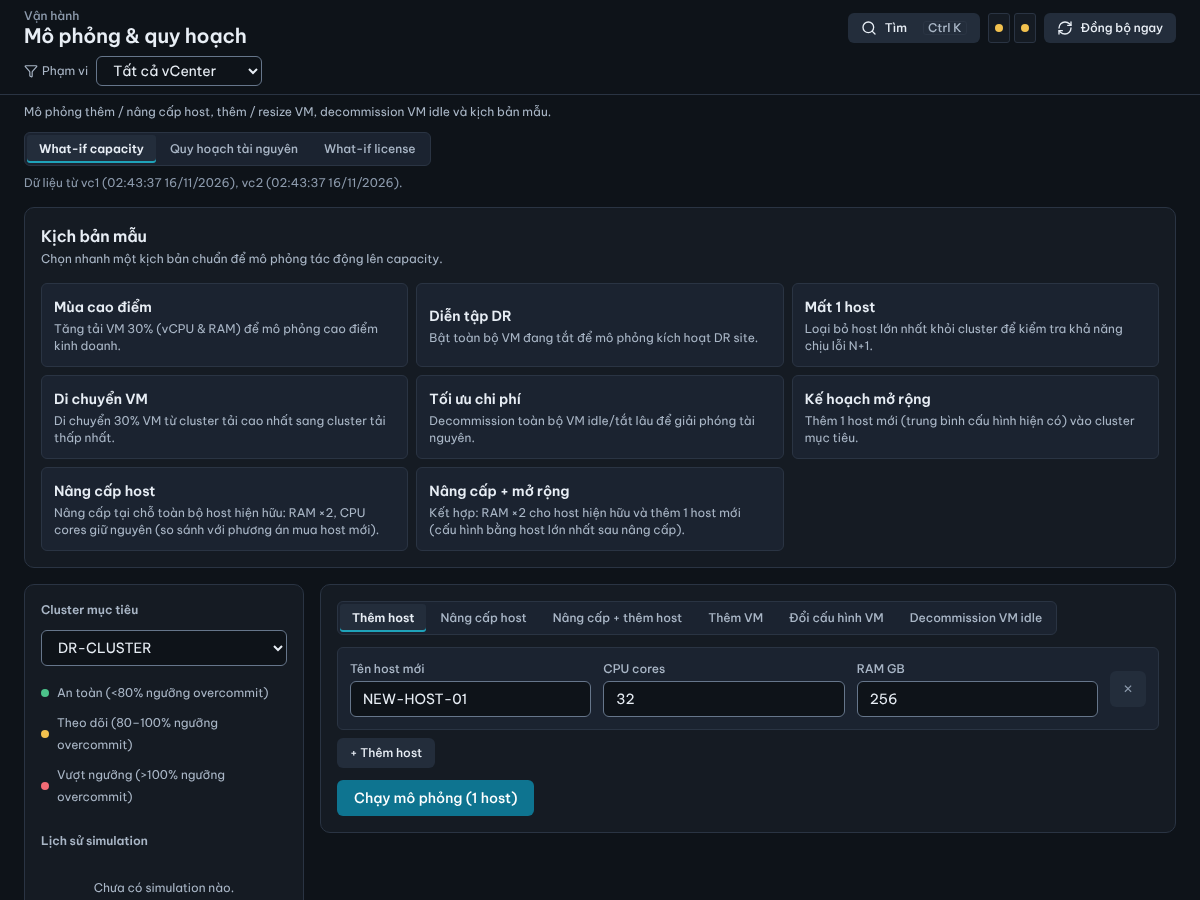 Vận hành
Mô phỏng & quy hoạch
Tìm Ctrl K
Đồng bộ ngay
Phạm vi
Tất cả vCenter
Mô phỏng thêm / nâng cấp host, thêm / resize VM, decommission VM idle và kịch bản mẫu.
What-if capacity
Quy hoạch tài nguyên
What-if license
Dữ liệu từ vc1 (02:43:37 16/11/2026), vc2 (02:43:37 16/11/2026).
Kịch bản mẫu
Chọn nhanh một kịch bản chuẩn để mô phỏng tác động lên capacity.
Mùa cao điểm
Tăng tải VM 30% (vCPU & RAM) để mô phỏng cao điểm
kinh doanh.
Diễn tập DR
Bật toàn bộ VM đang tắt để mô phỏng kích hoạt DR site.
Mất 1 host
Loại bỏ host lớn nhất khỏi cluster để kiểm tra khả năng
chịu lỗi N+1.
Di chuyển VM
Di chuyển 30% VM từ cluster tải cao nhất sang cluster tải
thấp nhất.
Tối ưu chi phí
Decommission toàn bộ VM idle/tắt lâu để giải phóng tài
nguyên.
Kế hoạch mở rộng
Thêm 1 host mới (trung bình cấu hình hiện có) vào cluster
mục tiêu.
Nâng cấp host
Nâng cấp tại chỗ toàn bộ host hiện hữu: RAM ×2, CPU
cores giữ nguyên (so sánh với phương án mua host mới).
Nâng cấp + mở rộng
Kết hợp: RAM ×2 cho host hiện hữu và thêm 1 host mới
(cấu hình bằng host lớn nhất sau nâng cấp).
Cluster mục tiêu
DR-CLUSTER
An toàn (<80% ngưỡng overcommit)
Theo dõi (80–100% ngưỡng
overcommit)
Vượt ngưỡng (>100% ngưỡng
overcommit)
Lịch sử simulation
Chưa có simulation nào.
Thêm host
Nâng cấp host
Nâng cấp + thêm host
Thêm VM
Đổi cấu hình VM
Decommission VM idle
Tên host mới
CPU cores
RAM GB
NEW-HOST-01
32
256
×
+ Thêm host
Chạy mô phỏng (1 host)